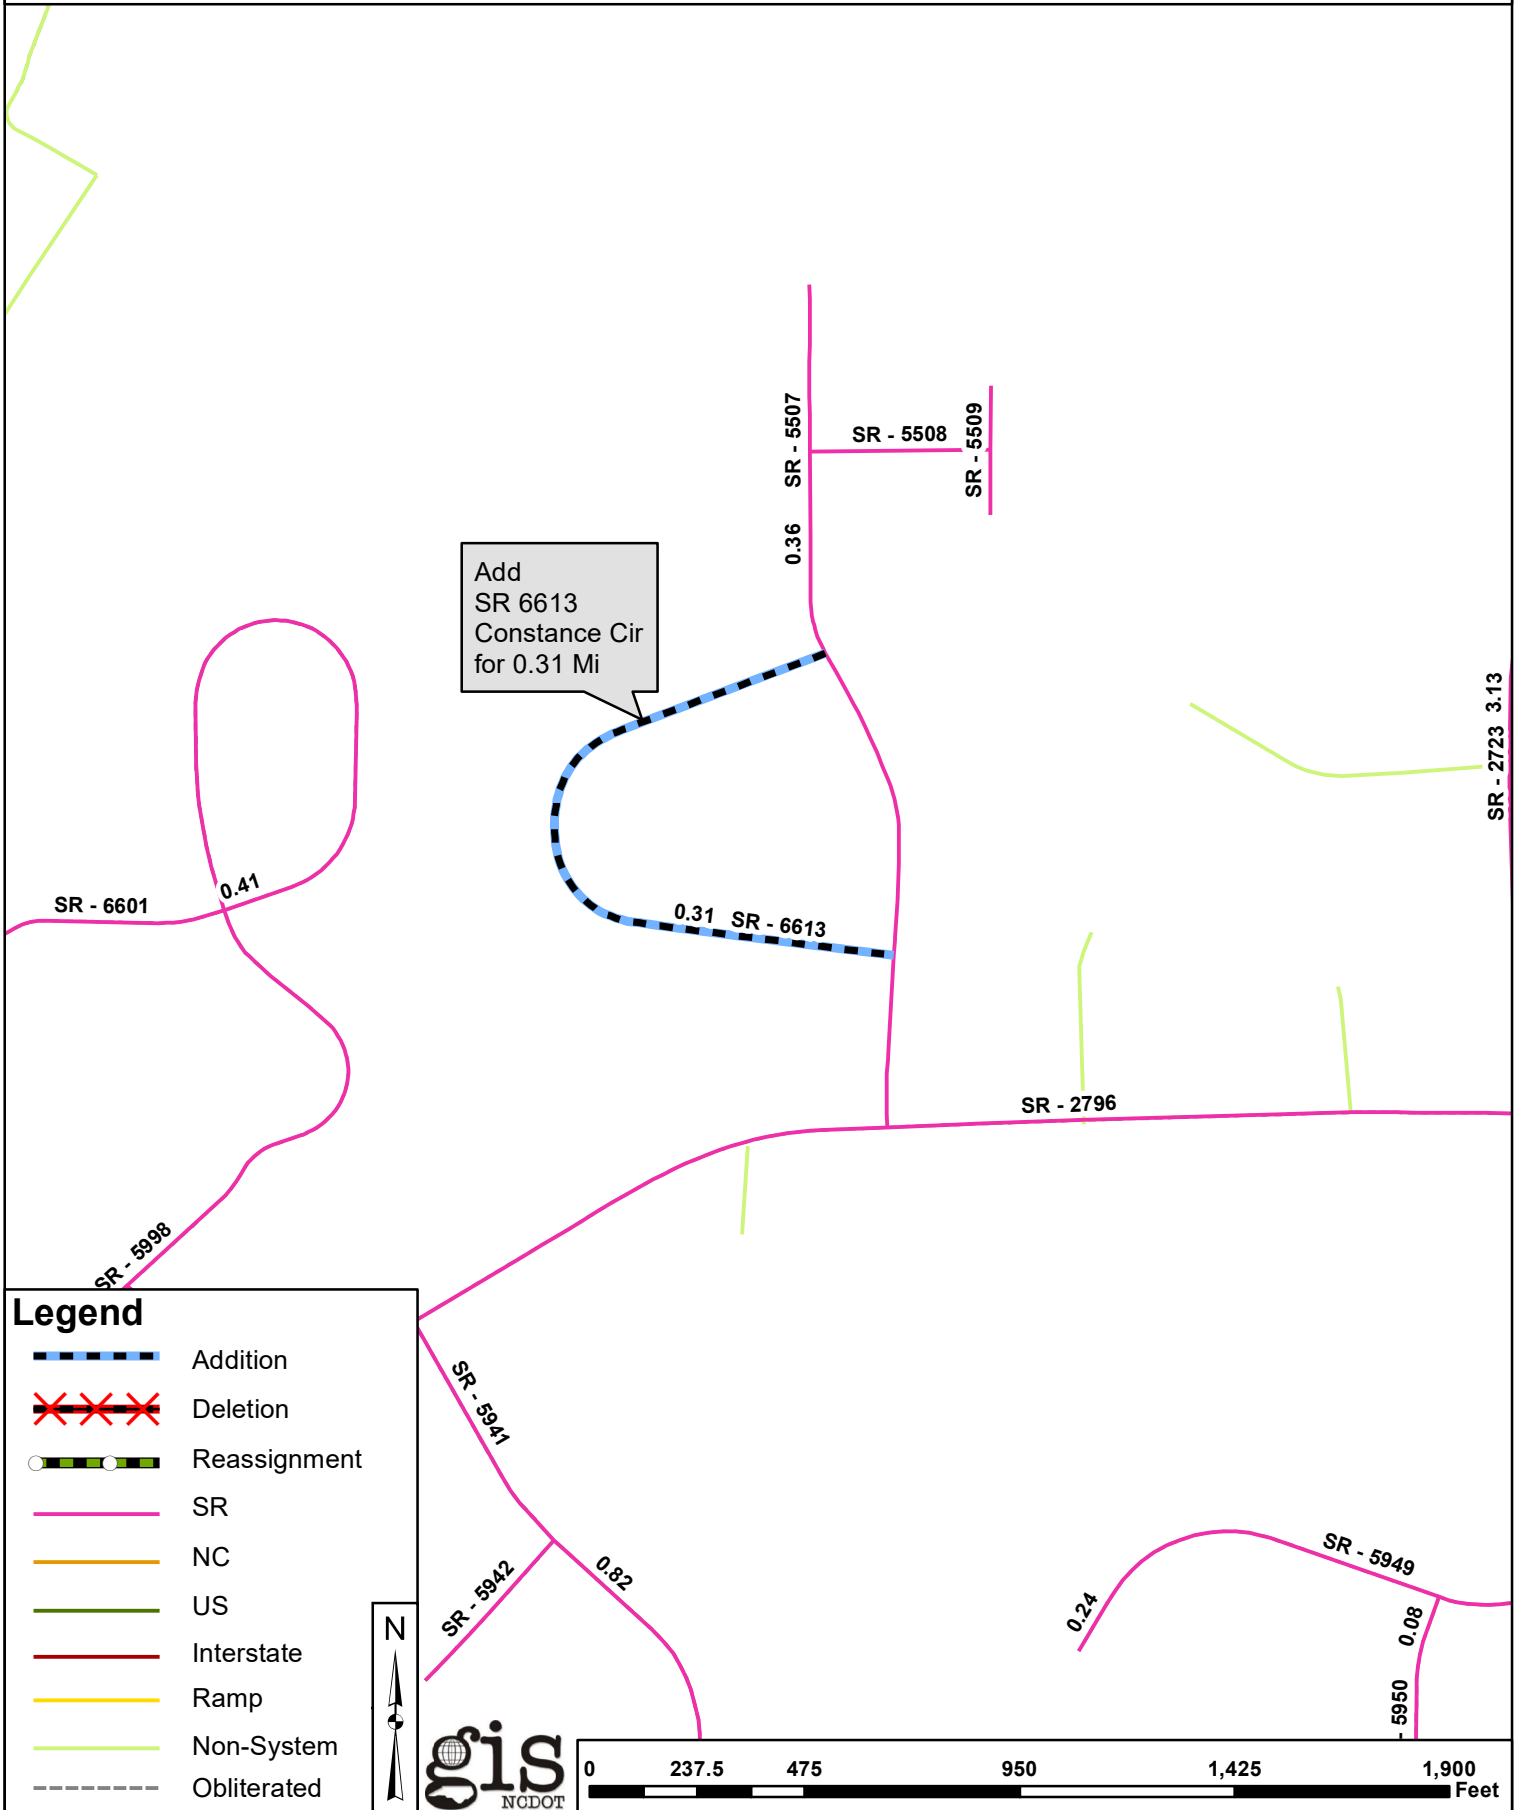 SR - 5507
0.36
SR - 5508
SR - 5509
Add
SR 6613
Constance Cir
for 0.31 Mi
SR - 2723 3.13
SR - 6601
0.41
0.31 SR - 6613
SR - 2796
SR - 5998
SR - 5941
SR - 5942
0.82
SR - 5949
0.24
0.08
- 5950
Legend
Addition
Deletion
Reassignment
SR
NC
US
Interstate
Ramp
Non-System
Obliterated
N
gis
NCDOT
0 237.5 475 950 1,425 1,900
Feet